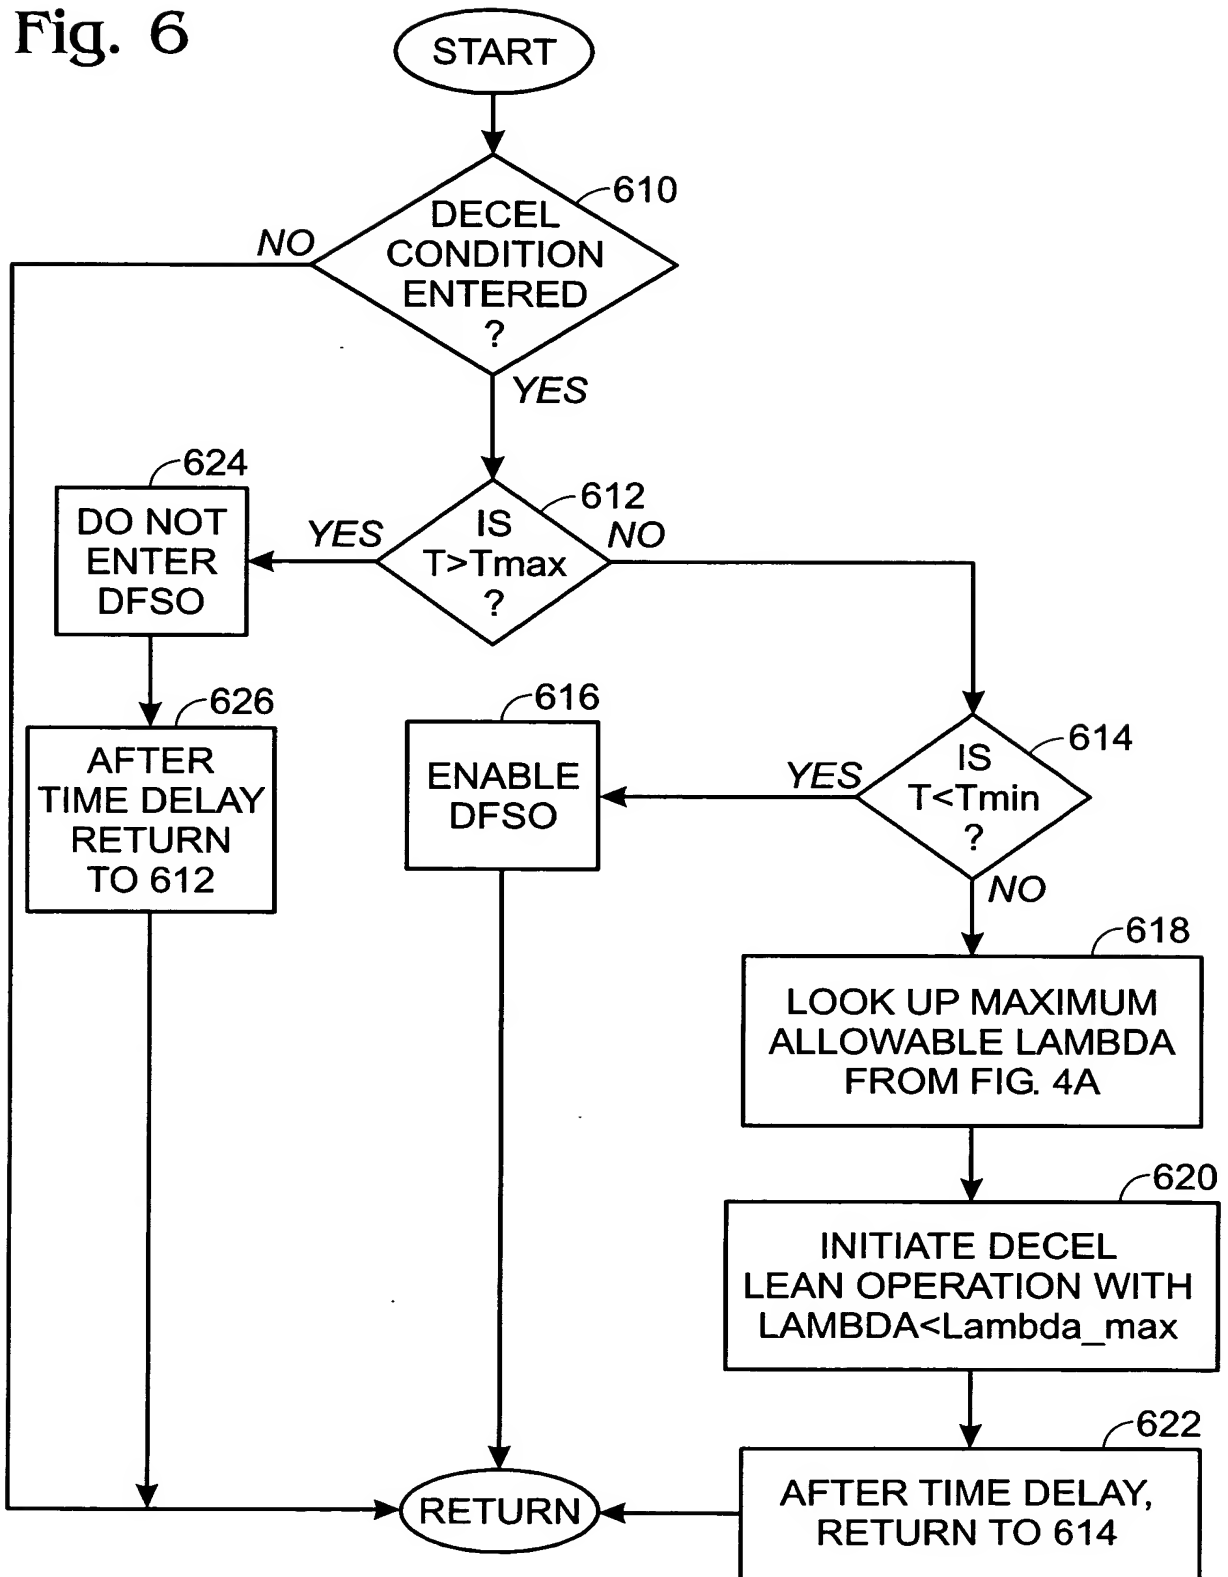 Fig. 6
START
610
DECEL
CONDITION
ENTERED
?
NO
YES
624
DO NOT
ENTER
DFSO
YES
612
IS
T>Tmax
?
NO
626
AFTER
TIME DELAY
RETURN
TO 612
616
ENABLE
DFSO
YES
614
IS
T<Tmin
?
NO
618
LOOK UP MAXIMUM
ALLOWABLE LAMBDA
FROM FIG. 4A
620
INITIATE DECEL
LEAN OPERATION WITH
LAMBDA<Lambda_max
622
AFTER TIME DELAY,
RETURN TO 614
RETURN